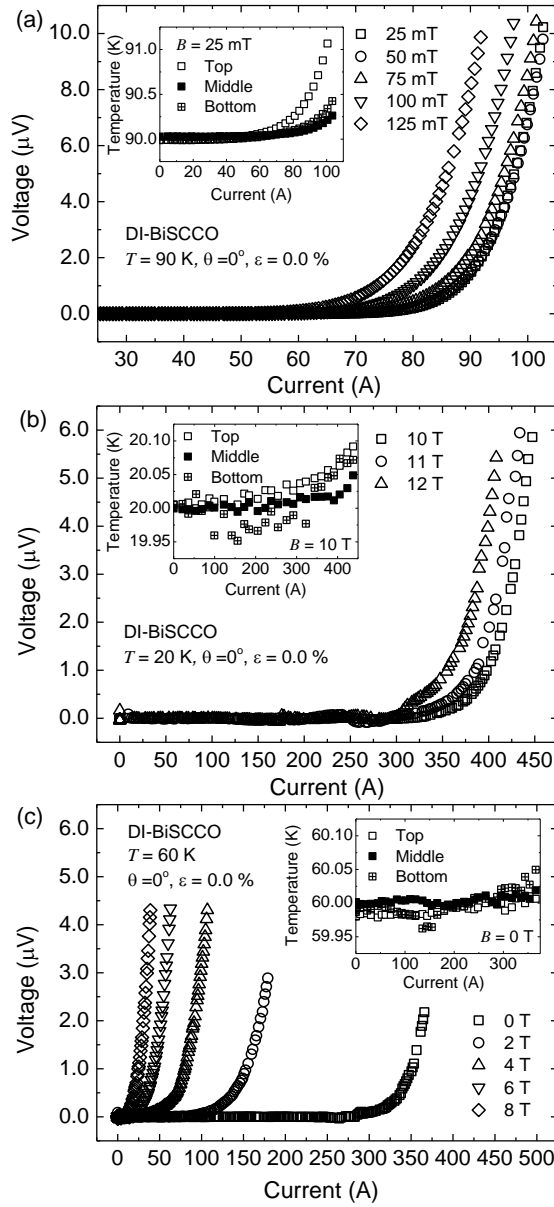 (a)
10.0
8.0
6.0
4.0
2.0
0.0
Voltage (μV)
30 40 50 60 70 80 90 100
Current (A)
91.0
90.5
90.0
Temperature (K)
B = 25 mT
Top
Middle
Bottom
0 20 40 60 80 100
Current (A)
25 mT
50 mT
75 mT
100 mT
125 mT
DI-BiSCCO
T = 90 K, θ =0°, ε = 0.0 %
(b)
6.0
5.0
4.0
3.0
2.0
1.0
0.0
Voltage (μV)
0 50 100 150 200 250 300 350 400 450
Current (A)
20.10
20.05
20.00
19.95
Temperature (K)
Top
Middle
Bottom
B = 10 T
0 100 200 300 400
Current (A)
10 T
11 T
12 T
DI-BiSCCO
T = 20 K, θ =0°, ε = 0.0 %
(c)
6.0
5.0
4.0
3.0
2.0
1.0
0.0
Voltage (μV)
0 50 100 150 200 250 300 350 400 450 500
Current (A)
DI-BiSCCO
T = 60 K
θ =0°, ε = 0.0 %
60.10
60.05
60.00
59.95
Temperature (K)
Top
Middle
Bottom
B = 0 T
0 100 200 300
Current (A)
0 T
2 T
4 T
6 T
8 T